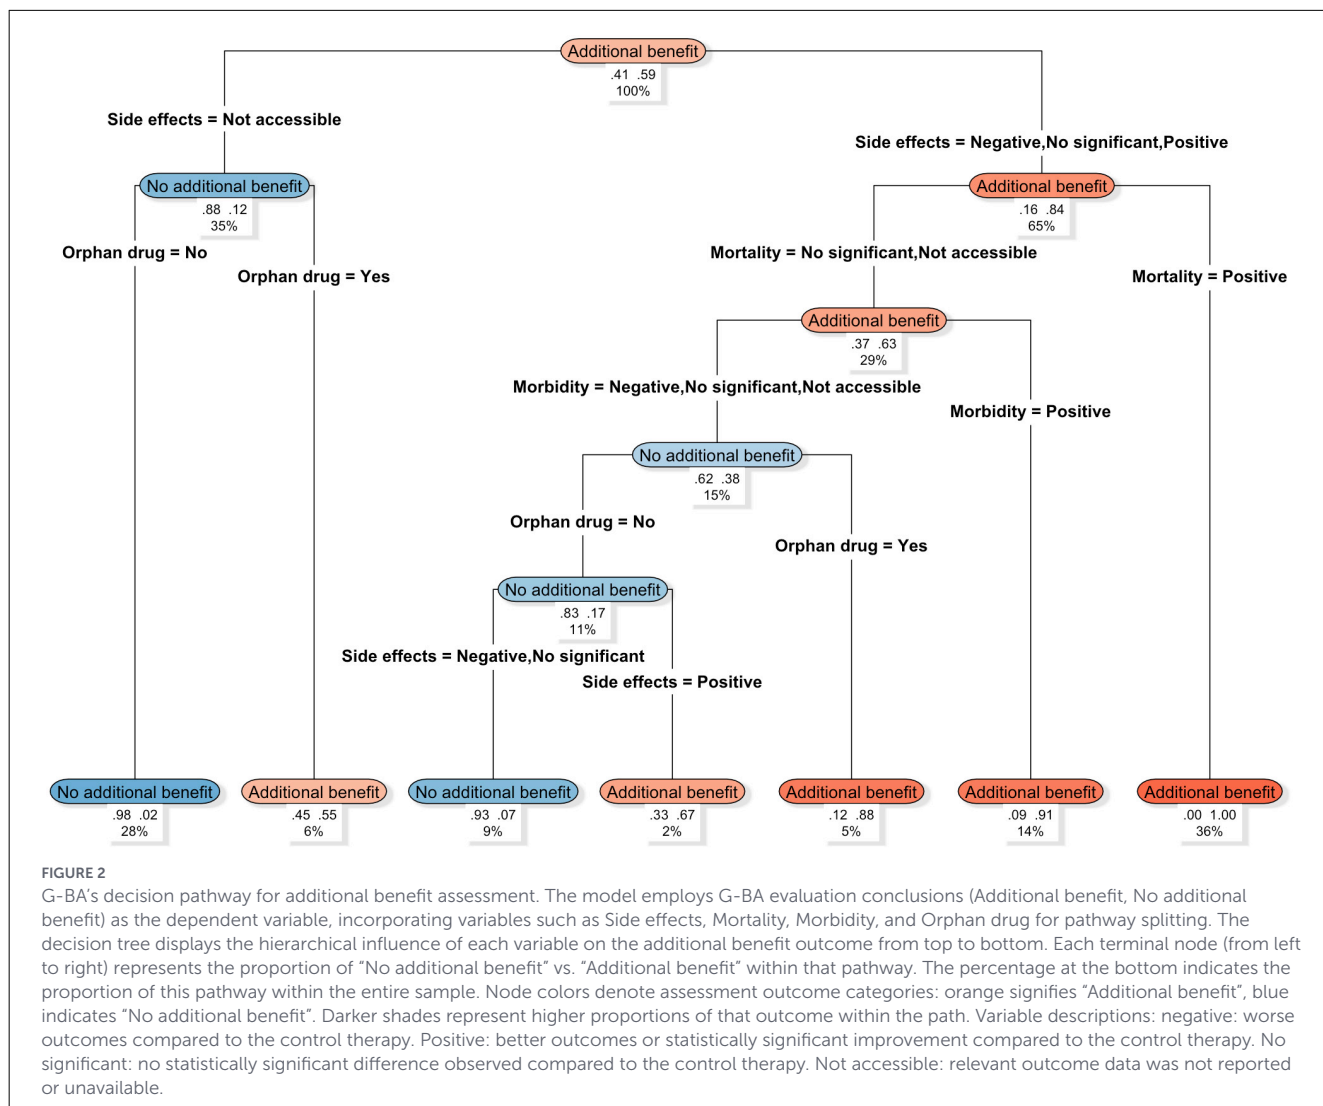 Additional benefit
.41 .59
100%
Side effects = Not accessible
Side effects = Negative,No significant,Positive
No additional benefit
.88 .12
35%
Additional benefit
.16 .84
65%
Orphan drug = No
Orphan drug = Yes
Mortality = No significant,Not accessible
Mortality = Positive
Additional benefit
.37 .63
29%
Morbidity = Negative,No significant,Not accessible
Morbidity = Positive
No additional benefit
.62 .38
15%
Orphan drug = No
Orphan drug = Yes
No additional benefit
.83 .17
11%
Side effects = Negative,No significant
Side effects = Positive
No additional benefit
.98 .02
28%
Additional benefit
.45 .55
6%
No additional benefit
.93 .07
9%
Additional benefit
.33 .67
2%
Additional benefit
.12 .88
5%
Additional benefit
.09 .91
14%
Additional benefit
.00 1.00
36%
FIGURE 2
G-BA's decision pathway for additional benefit assessment. The model employs G-BA evaluation conclusions (Additional benefit, No additional
benefit) as the dependent variable, incorporating variables such as Side effects, Mortality, Morbidity, and Orphan drug for pathway splitting. The
decision tree displays the hierarchical influence of each variable on the additional benefit outcome from top to bottom. Each terminal node (from left
to right) represents the proportion of "No additional benefit" vs. "Additional benefit" within that pathway. The percentage at the bottom indicates the
proportion of this pathway within the entire sample. Node colors denote assessment outcome categories: orange signifies "Additional benefit", blue
indicates "No additional benefit". Darker shades represent higher proportions of that outcome within the path. Variable descriptions: negative: worse
outcomes compared to the control therapy. Positive: better outcomes or statistically significant improvement compared to the control therapy. No
significant: no statistically significant difference observed compared to the control therapy. Not accessible: relevant outcome data was not reported
or unavailable.